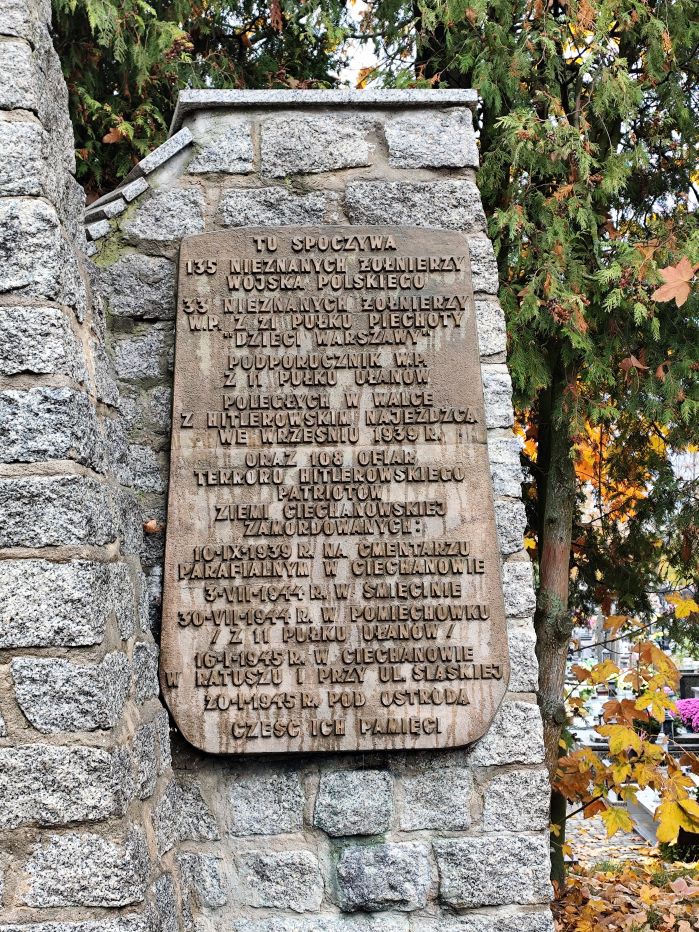 TU SPOCZYWA
135 NIEZNANYCH ŻOŁNIERZY
WOJSKA POLSKIEGO
33 NIEZNANYCH ŻOŁNIERZY
W.P. Z 21 PUŁKU PIECHOTY
"DZIECI WARSZAWY"
PODPORUCZNIK W.P.
Z 11 PUŁKU UŁANÓW
POLEGŁYCH W WALCE
Z HITLEROWSKIM NAJEŹDZCĄ
WE WRZEŚNIU 1939 R.
ORAZ 108 OFIAR
TERRORU HITLEROWSKIEGO
PATRIOTÓW
ZIEMI CIECHANOWSKIEJ
ZAMORDOWANYCH:
10-IX-1939 R. NA CMENTARZU
PARAFIALNYM W CIECHANOWIE
3-VII-1944 R. W ŚMIECINIE
30-VII-1944 R. W POMIECHÓWKU
/ Z 11 PUŁKU UŁANÓW /
16-I-1945 R. W CIECHANOWIE
W RATUSZU I PRZY UL. ŚLĄSKIEJ
20-I-1945 R. POD OSTRÓDĄ
CZEŚĆ ICH PAMIĘCI